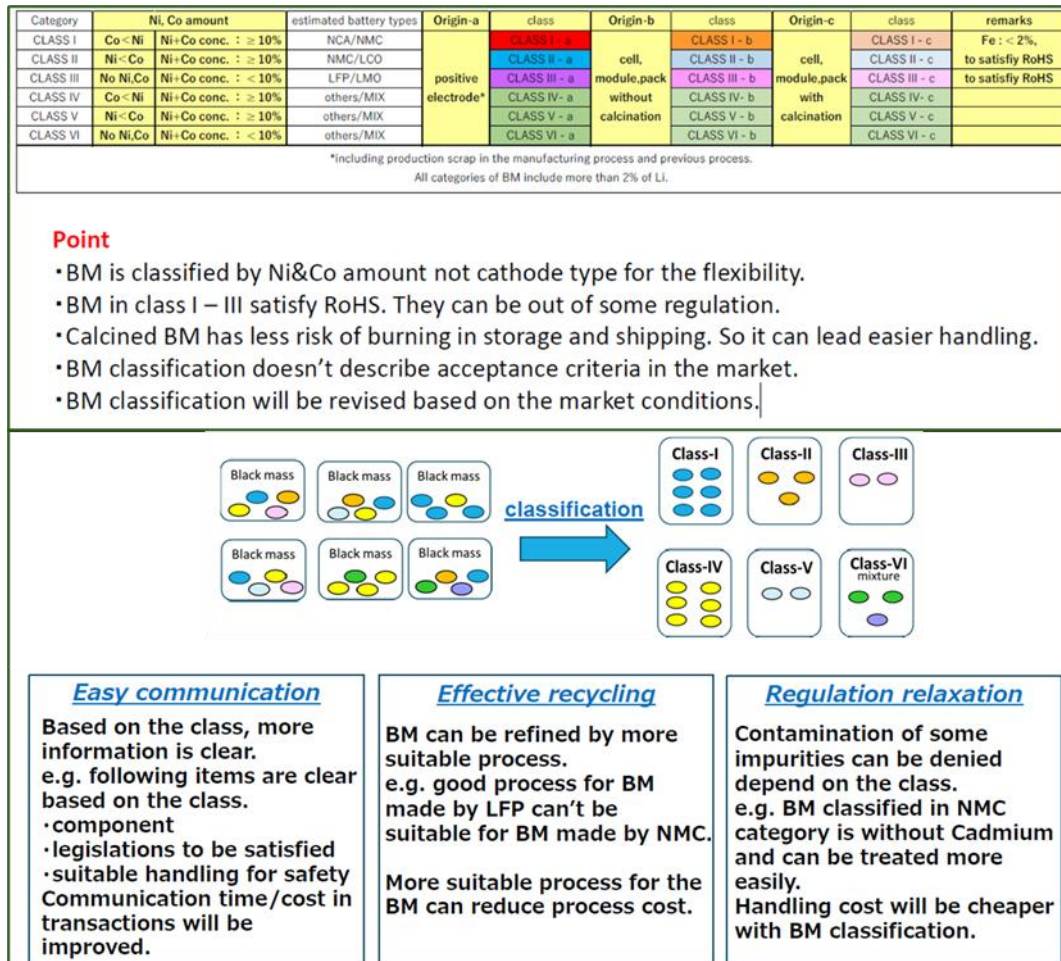 Category Ni, Co amount estimated battery types Origin-a class Origin-b class Origin-c class remarks
CLASS I Co<Ni Ni+Co conc. : ≥ 10% NCA/NMC CLASS I - a CLASS I - b CLASS I - c Fe : < 2%,
CLASS II Ni<Co Ni+Co conc. : ≥ 10% NMC/LCO CLASS II - a cell, CLASS II - b cell, CLASS II - c to satisfiy RoHS
CLASS III No Ni,Co Ni+Co conc. : < 10% LFP/LMO positive CLASS III - a module,pack CLASS III - b module,pack CLASS III - c to satisfiy RoHS
CLASS IV Co<Ni Ni+Co conc. : ≥ 10% others/MIX electrode* CLASS IV- a without CLASS IV- b with CLASS IV- c
CLASS V Ni<Co Ni+Co conc. : ≥ 10% others/MIX CLASS V - a calcination CLASS V - b calcination CLASS V - c
CLASS VI No Ni,Co Ni+Co conc. : < 10% others/MIX CLASS VI - a CLASS VI - b CLASS VI - c
*including production scrap in the manufacturing process and previous process.
All categories of BM include more than 2% of Li.
Point
・BM is classified by Ni&Co amount not cathode type for the flexibility.
・BM in class I – III satisfy RoHS. They can be out of some regulation.
・Calcined BM has less risk of burning in storage and shipping. So it can lead easier handling.
・BM classification doesn't describe acceptance criteria in the market.
・BM classification will be revised based on the market conditions.
Black mass Black mass Black mass
Black mass Black mass Black mass
classification
Class-I Class-II Class-III
Class-IV Class-V Class-VI
mixture
Easy communication
Based on the class, more
information is clear.
e.g. following items are clear
based on the class.
・component
・legislations to be satisfied
・suitable handling for safety
Communication time/cost in
transactions will be
improved.
Effective recycling
BM can be refined by more
suitable process.
e.g. good process for BM
made by LFP can't be
suitable for BM made by NMC.
More suitable process for the
BM can reduce process cost.
Regulation relaxation
Contamination of some
impurities can be denied
depend on the class.
e.g. BM classified in NMC
category is without Cadmium
and can be treated more
easily.
Handling cost will be cheaper
with BM classification.